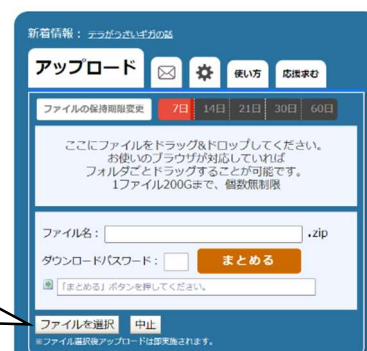 新着情報： テラがうさいギガの話
アップロード 使い方 応援求む
ファイルの保持期限変更 7日 14日 21日 30日 60日
ここにファイルをドラッグ&ドロップしてください。
お使いのブラウザが対応していれば
フォルダごとドラッグすることが可能です。
1ファイル200Gまで、個数無制限
ファイル名： .zip
ダウンロードパスワード： まとめる
「まとめる」ボタンを押してください。
ファイルを選択 中止
※ファイル選択後アップロードは即実施されます。